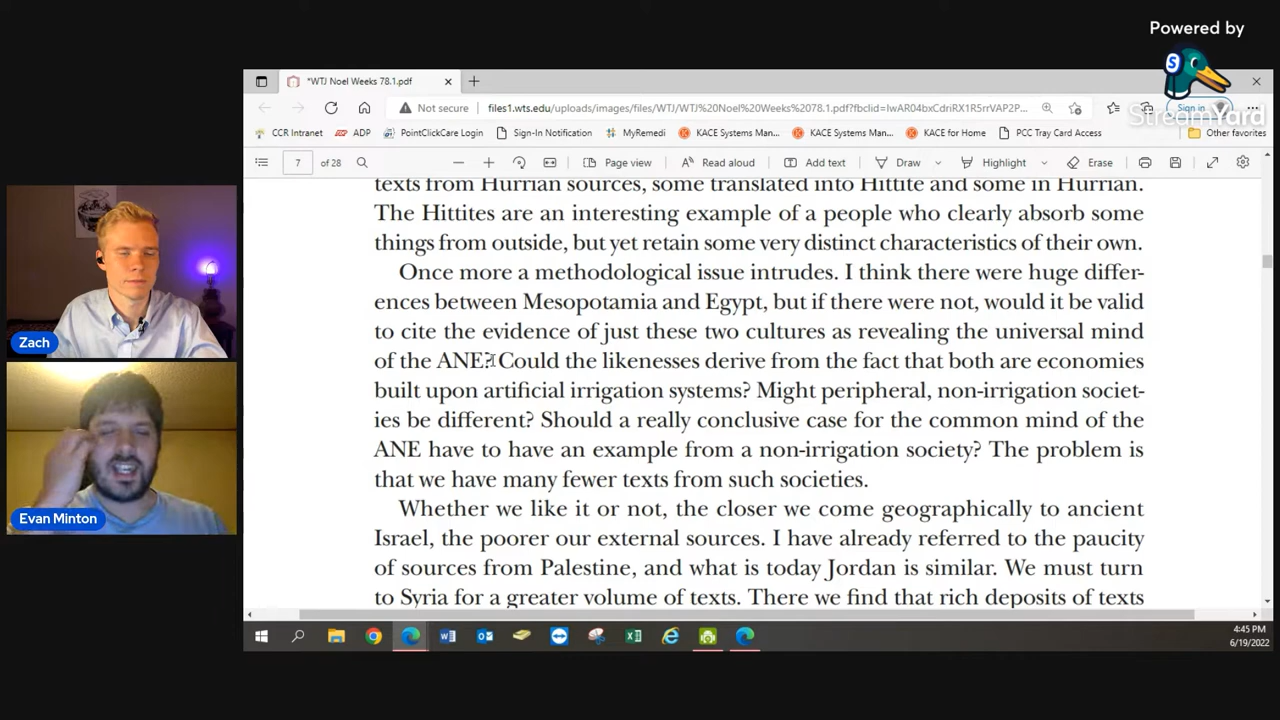 Powered by
StreamYard
*WTJ Noel Weeks 78.1.pdf
Not secure
files1.wts.edu/uploads/images/files/WTJ/WTJ%20Noel%20Weeks%2078.1.pdf?fbclid=IwAR04bxCdriRX1R5rrVAP2P...
Sign in
CCR Intranet
ADP
PointClickCare Login
Sign-In Notification
MyRemedi
KACE Systems Man...
KACE Systems Man...
KACE for Home
PCC Tray Card Access
Other favorites
7 of 28
Page view
Read aloud
Add text
Draw
Highlight
Erase
texts from Hurrian sources, some translated into Hittite and some in Hurrian.
The Hittites are an interesting example of a people who clearly absorb some
things from outside, but yet retain some very distinct characteristics of their own.
Once more a methodological issue intrudes. I think there were huge differ-
ences between Mesopotamia and Egypt, but if there were not, would it be valid
to cite the evidence of just these two cultures as revealing the universal mind
of the ANE? Could the likenesses derive from the fact that both are economies
built upon artificial irrigation systems? Might peripheral, non-irrigation societ-
ies be different? Should a really conclusive case for the common mind of the
ANE have to have an example from a non-irrigation society? The problem is
that we have many fewer texts from such societies.
Whether we like it or not, the closer we come geographically to ancient
Israel, the poorer our external sources. I have already referred to the paucity
of sources from Palestine, and what is today Jordan is similar. We must turn
to Syria for a greater volume of texts. There we find that rich deposits of texts
Zach
Evan Minton
4:45 PM
6/19/2022